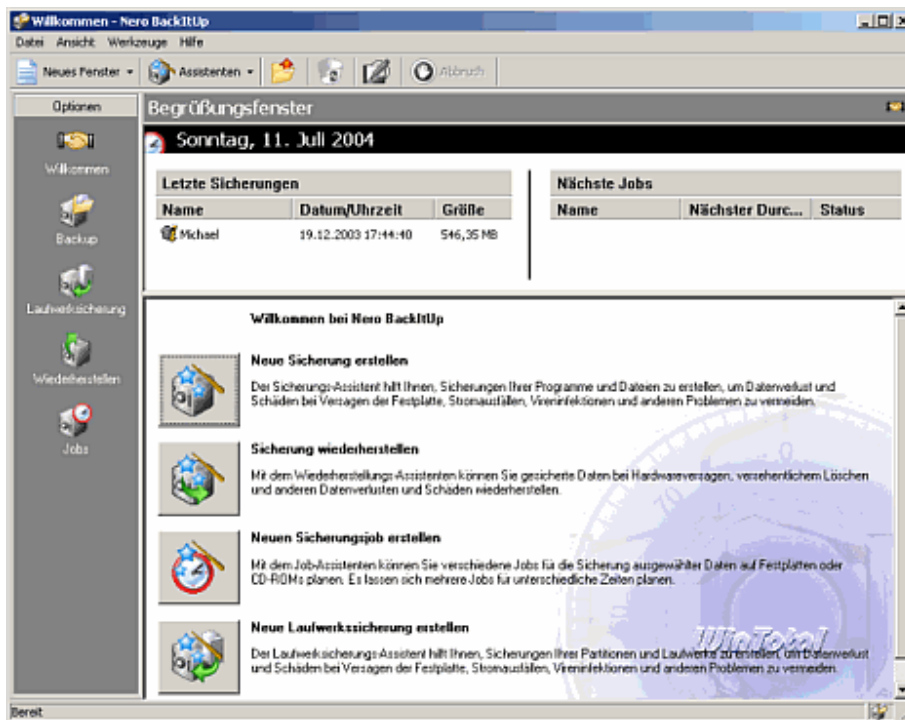 Willkommen - Nero BackItUp
Datei Ansicht Werkzeuge Hilfe
Neues Fenster Assistenten Abbruch
Optionen
Willkommen
Backup
Laufwerksicherung
Wiederherstellen
Jobs
Begrüßungsfenster
Sonntag, 11. Juli 2004
Letzte Sicherungen
Name Datum/Uhrzeit Größe
Michael 19.12.2003 17:44:40 546,35 MB
Nächste Jobs
Name Nächster Durc... Status
Willkommen bei Nero BackItUp
Neue Sicherung erstellen
Der Sicherungs-Assistent hilft Ihnen, Sicherungen Ihrer Programme und Dateien zu erstellen, um Datenverlust und
Schäden bei Versagen der Festplatte, Stromausfällen, Vireninfektionen und anderen Problemen zu vermeiden.
Sicherung wiederherstellen
Mit dem Wiederherstellungs-Assistenten können Sie gesicherte Daten bei Hardwareversagen, versehentlichem Löschen
und anderen Datenverlusten und Schäden wiederherstellen.
Neuen Sicherungsjob erstellen
Mit dem Job-Assistenten können Sie verschiedene Jobs für die Sicherung ausgewählter Daten auf Festplatten oder
CD-ROMs planen. Es lassen sich mehrere Jobs für unterschiedliche Zeiten planen.
Neue Laufwerkssicherung erstellen
Der Laufwerksicherungs-Assistent hilft Ihnen, Sicherungen Ihrer Partitionen und Laufwerke zu erstellen, um Datenverlust
und Schäden bei Versagen der Festplatte, Stromausfällen, Vireninfektionen und anderen Problemen zu vermeiden.
WinTotal
Bereit